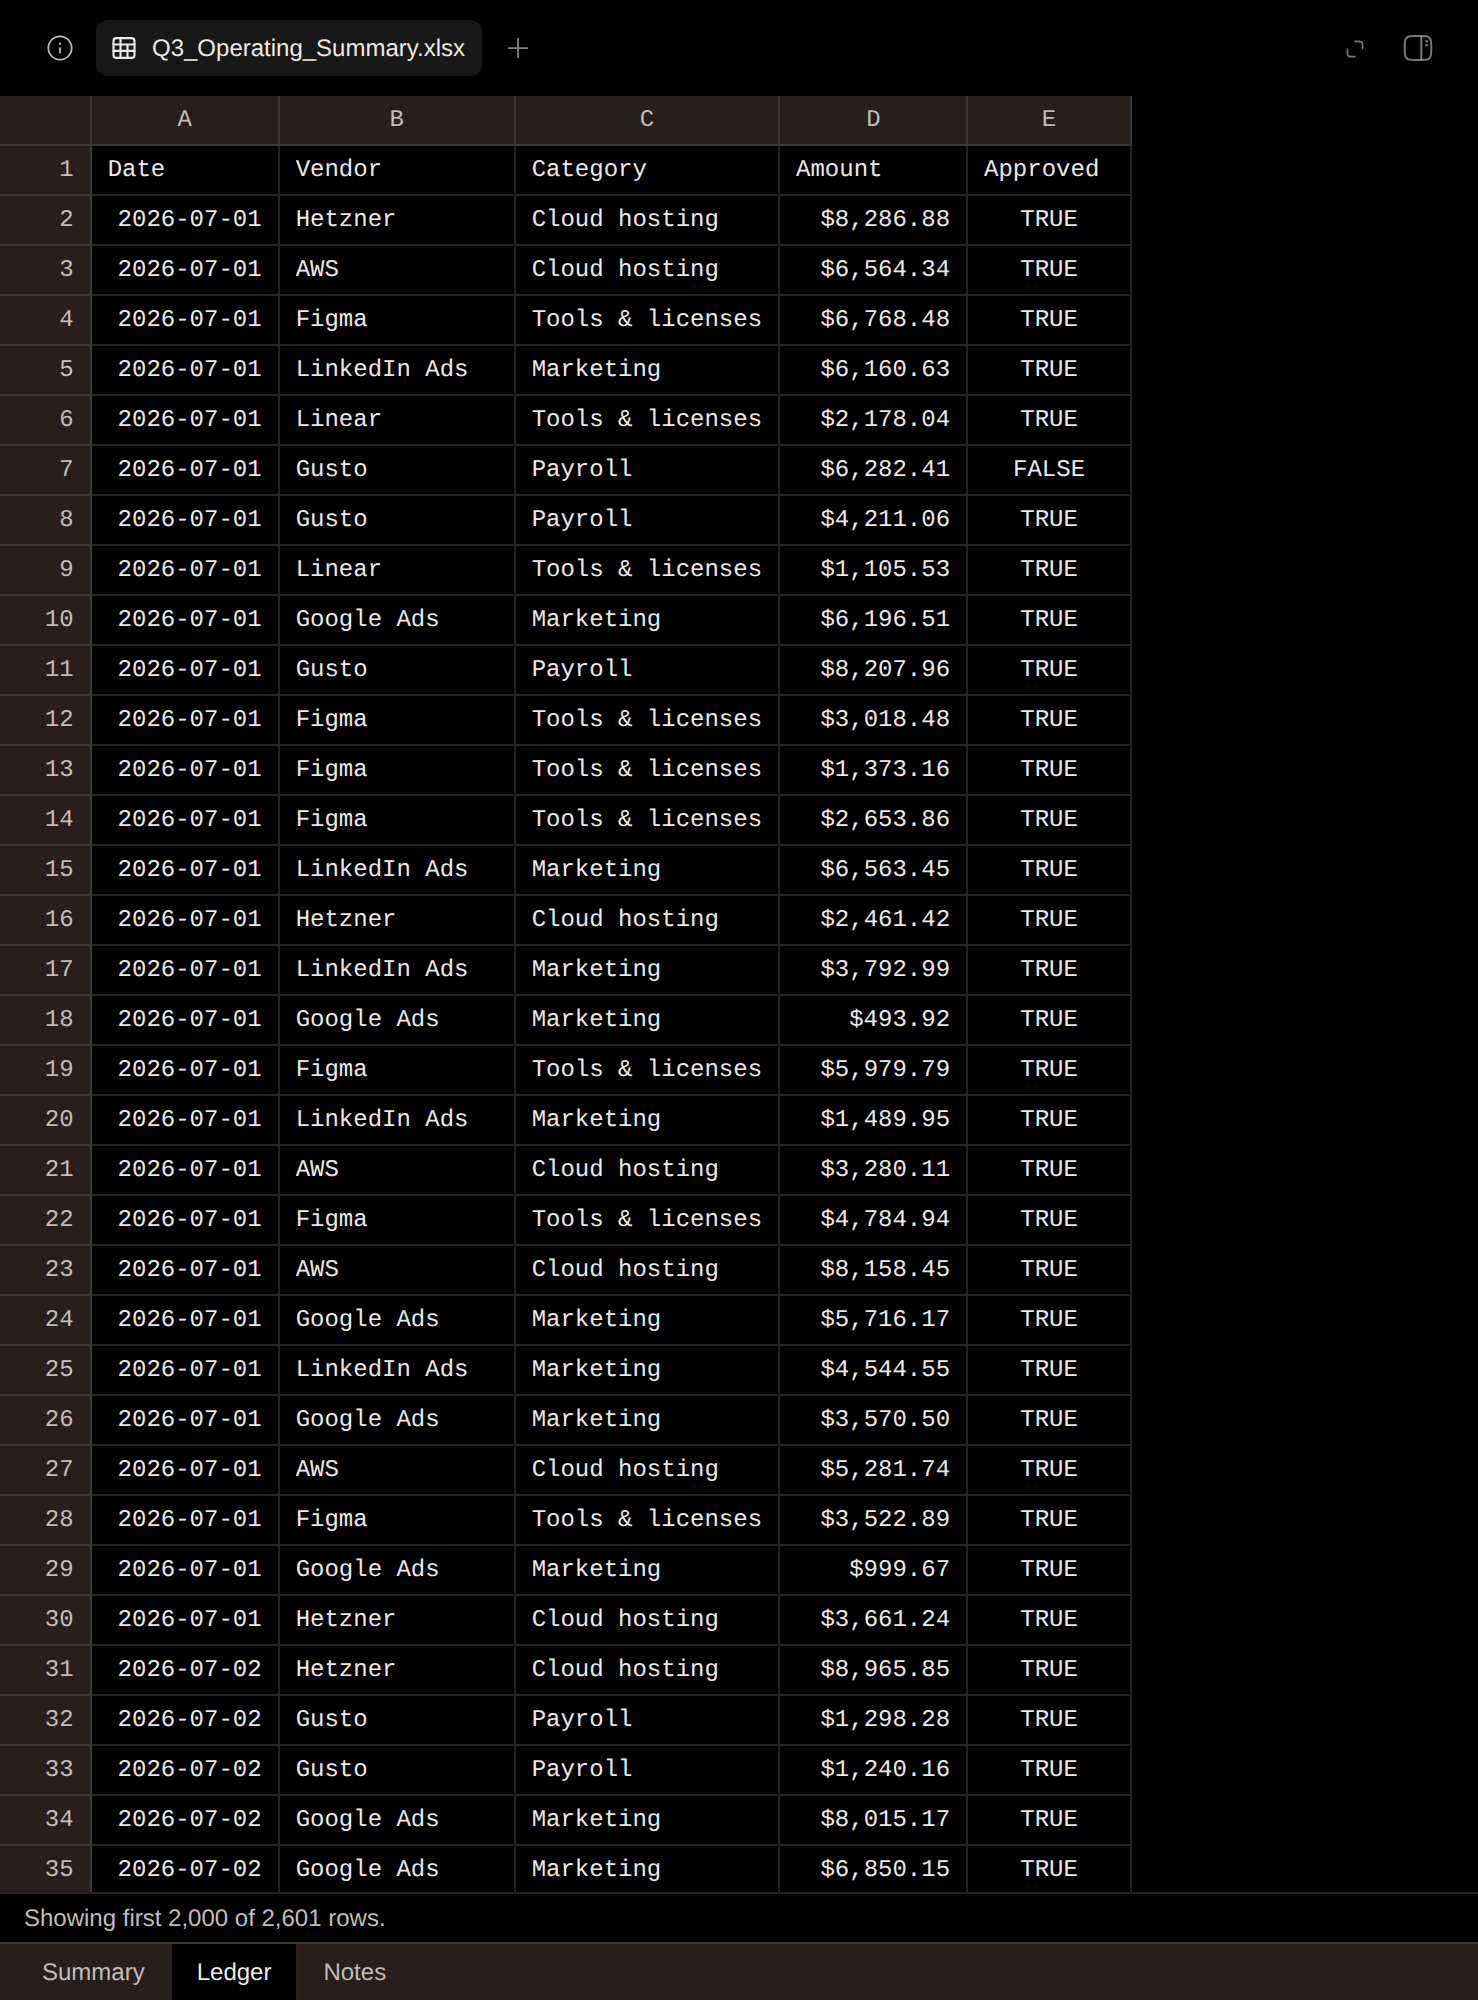 Q3_Operating_Summary.xlsx
A B C D E
1 Date Vendor Category Amount Approved
2 2026-07-01 Hetzner Cloud hosting $8,286.88 TRUE
3 2026-07-01 AWS Cloud hosting $6,564.34 TRUE
4 2026-07-01 Figma Tools & licenses $6,768.48 TRUE
5 2026-07-01 LinkedIn Ads Marketing $6,160.63 TRUE
6 2026-07-01 Linear Tools & licenses $2,178.04 TRUE
7 2026-07-01 Gusto Payroll $6,282.41 FALSE
8 2026-07-01 Gusto Payroll $4,211.06 TRUE
9 2026-07-01 Linear Tools & licenses $1,105.53 TRUE
10 2026-07-01 Google Ads Marketing $6,196.51 TRUE
11 2026-07-01 Gusto Payroll $8,207.96 TRUE
12 2026-07-01 Figma Tools & licenses $3,018.48 TRUE
13 2026-07-01 Figma Tools & licenses $1,373.16 TRUE
14 2026-07-01 Figma Tools & licenses $2,653.86 TRUE
15 2026-07-01 LinkedIn Ads Marketing $6,563.45 TRUE
16 2026-07-01 Hetzner Cloud hosting $2,461.42 TRUE
17 2026-07-01 LinkedIn Ads Marketing $3,792.99 TRUE
18 2026-07-01 Google Ads Marketing $493.92 TRUE
19 2026-07-01 Figma Tools & licenses $5,979.79 TRUE
20 2026-07-01 LinkedIn Ads Marketing $1,489.95 TRUE
21 2026-07-01 AWS Cloud hosting $3,280.11 TRUE
22 2026-07-01 Figma Tools & licenses $4,784.94 TRUE
23 2026-07-01 AWS Cloud hosting $8,158.45 TRUE
24 2026-07-01 Google Ads Marketing $5,716.17 TRUE
25 2026-07-01 LinkedIn Ads Marketing $4,544.55 TRUE
26 2026-07-01 Google Ads Marketing $3,570.50 TRUE
27 2026-07-01 AWS Cloud hosting $5,281.74 TRUE
28 2026-07-01 Figma Tools & licenses $3,522.89 TRUE
29 2026-07-01 Google Ads Marketing $999.67 TRUE
30 2026-07-01 Hetzner Cloud hosting $3,661.24 TRUE
31 2026-07-02 Hetzner Cloud hosting $8,965.85 TRUE
32 2026-07-02 Gusto Payroll $1,298.28 TRUE
33 2026-07-02 Gusto Payroll $1,240.16 TRUE
34 2026-07-02 Google Ads Marketing $8,015.17 TRUE
35 2026-07-02 Google Ads Marketing $6,850.15 TRUE
Showing first 2,000 of 2,601 rows.
Summary Ledger Notes